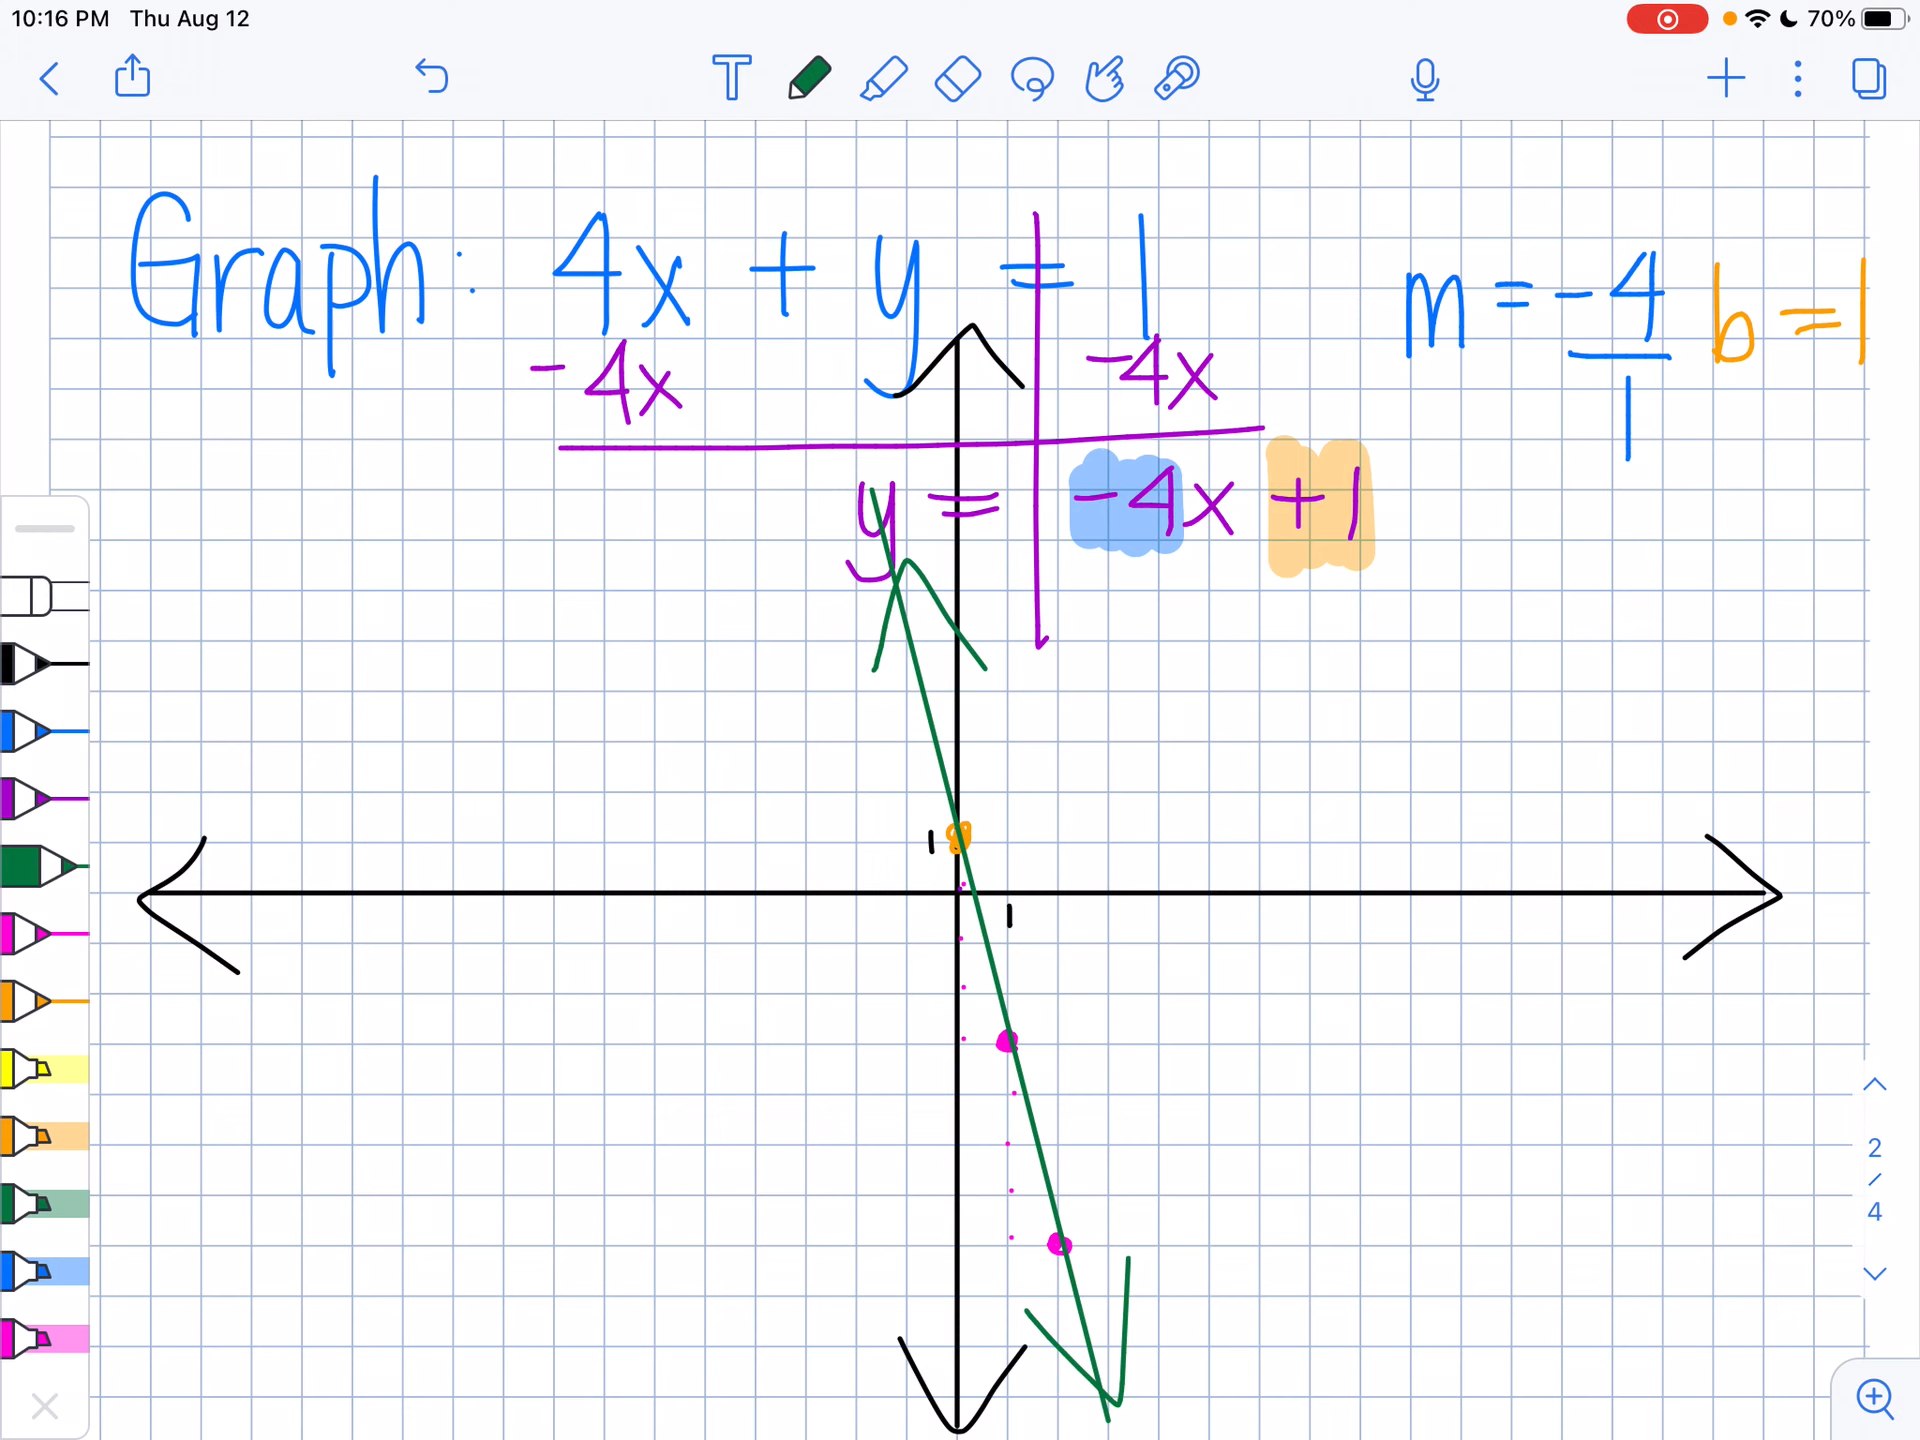 10:16 PM Thu Aug 12 70%
Graph: 4x + y = 1 m = -4/1 b = 1
-4x -4x
y = -4x + 1
1
1
2
/
4